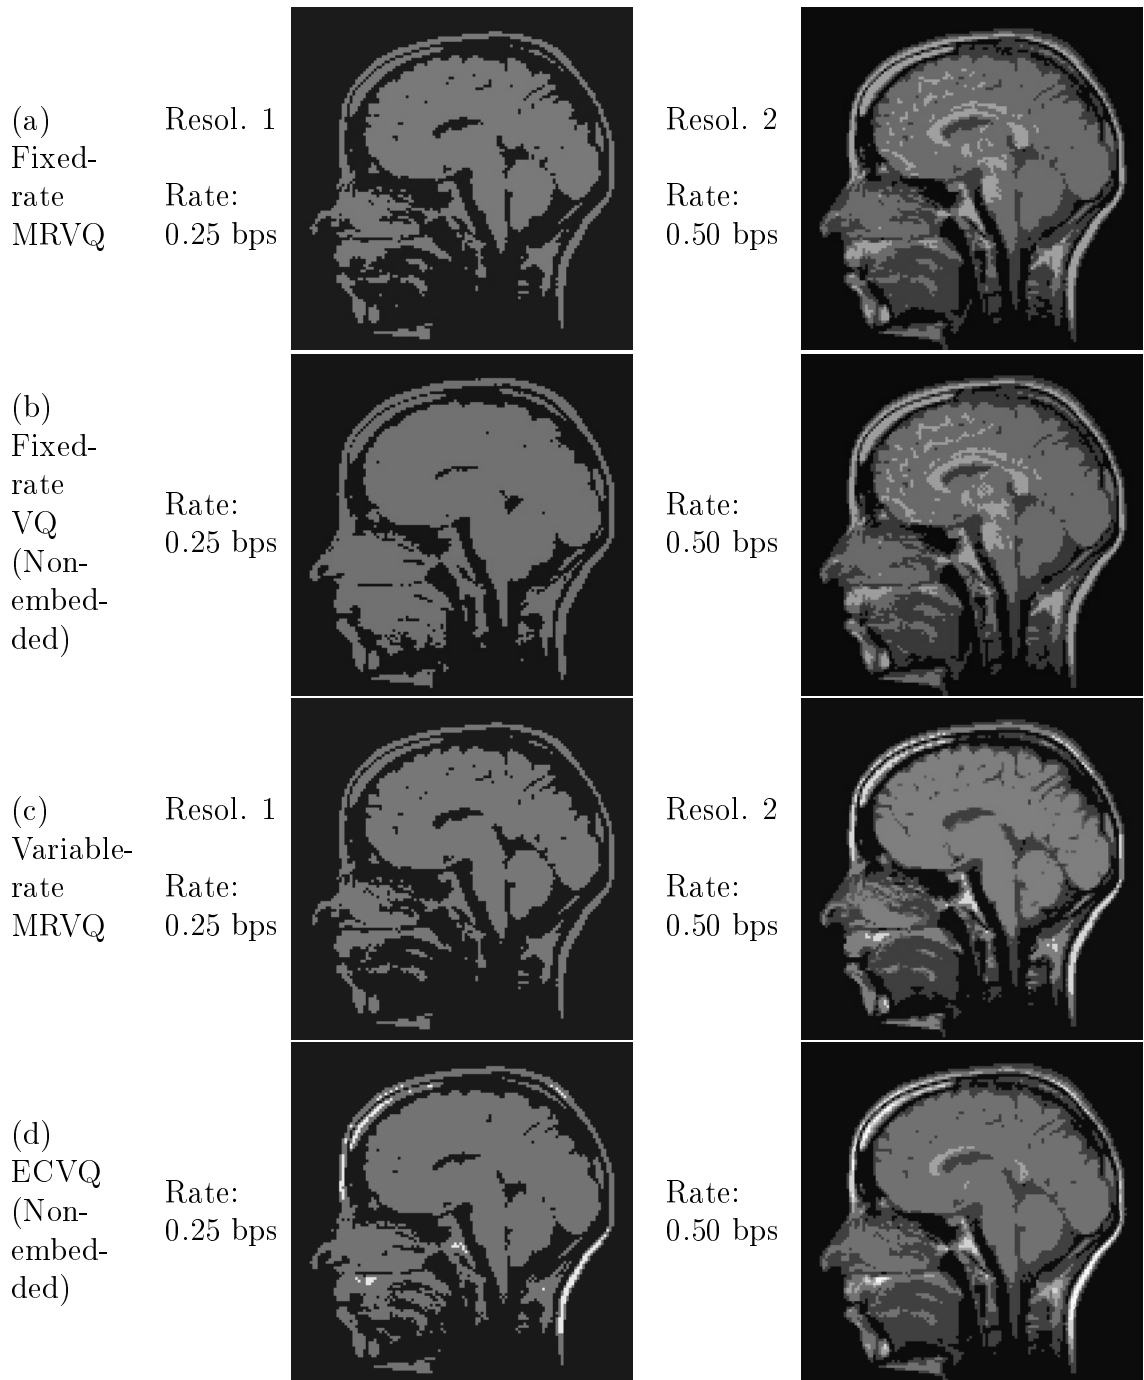 (a)
Fixed-
rate
MRVQ
Resol. 1
Rate:
0.25 bps
Resol. 2
Rate:
0.50 bps
(b)
Fixed-
rate
VQ
(Non-
embed-
ded)
Rate:
0.25 bps
Rate:
0.50 bps
(c)
Variable-
rate
MRVQ
Resol. 1
Rate:
0.25 bps
Resol. 2
Rate:
0.50 bps
(d)
ECVQ
(Non-
embed-
ded)
Rate:
0.25 bps
Rate:
0.50 bps